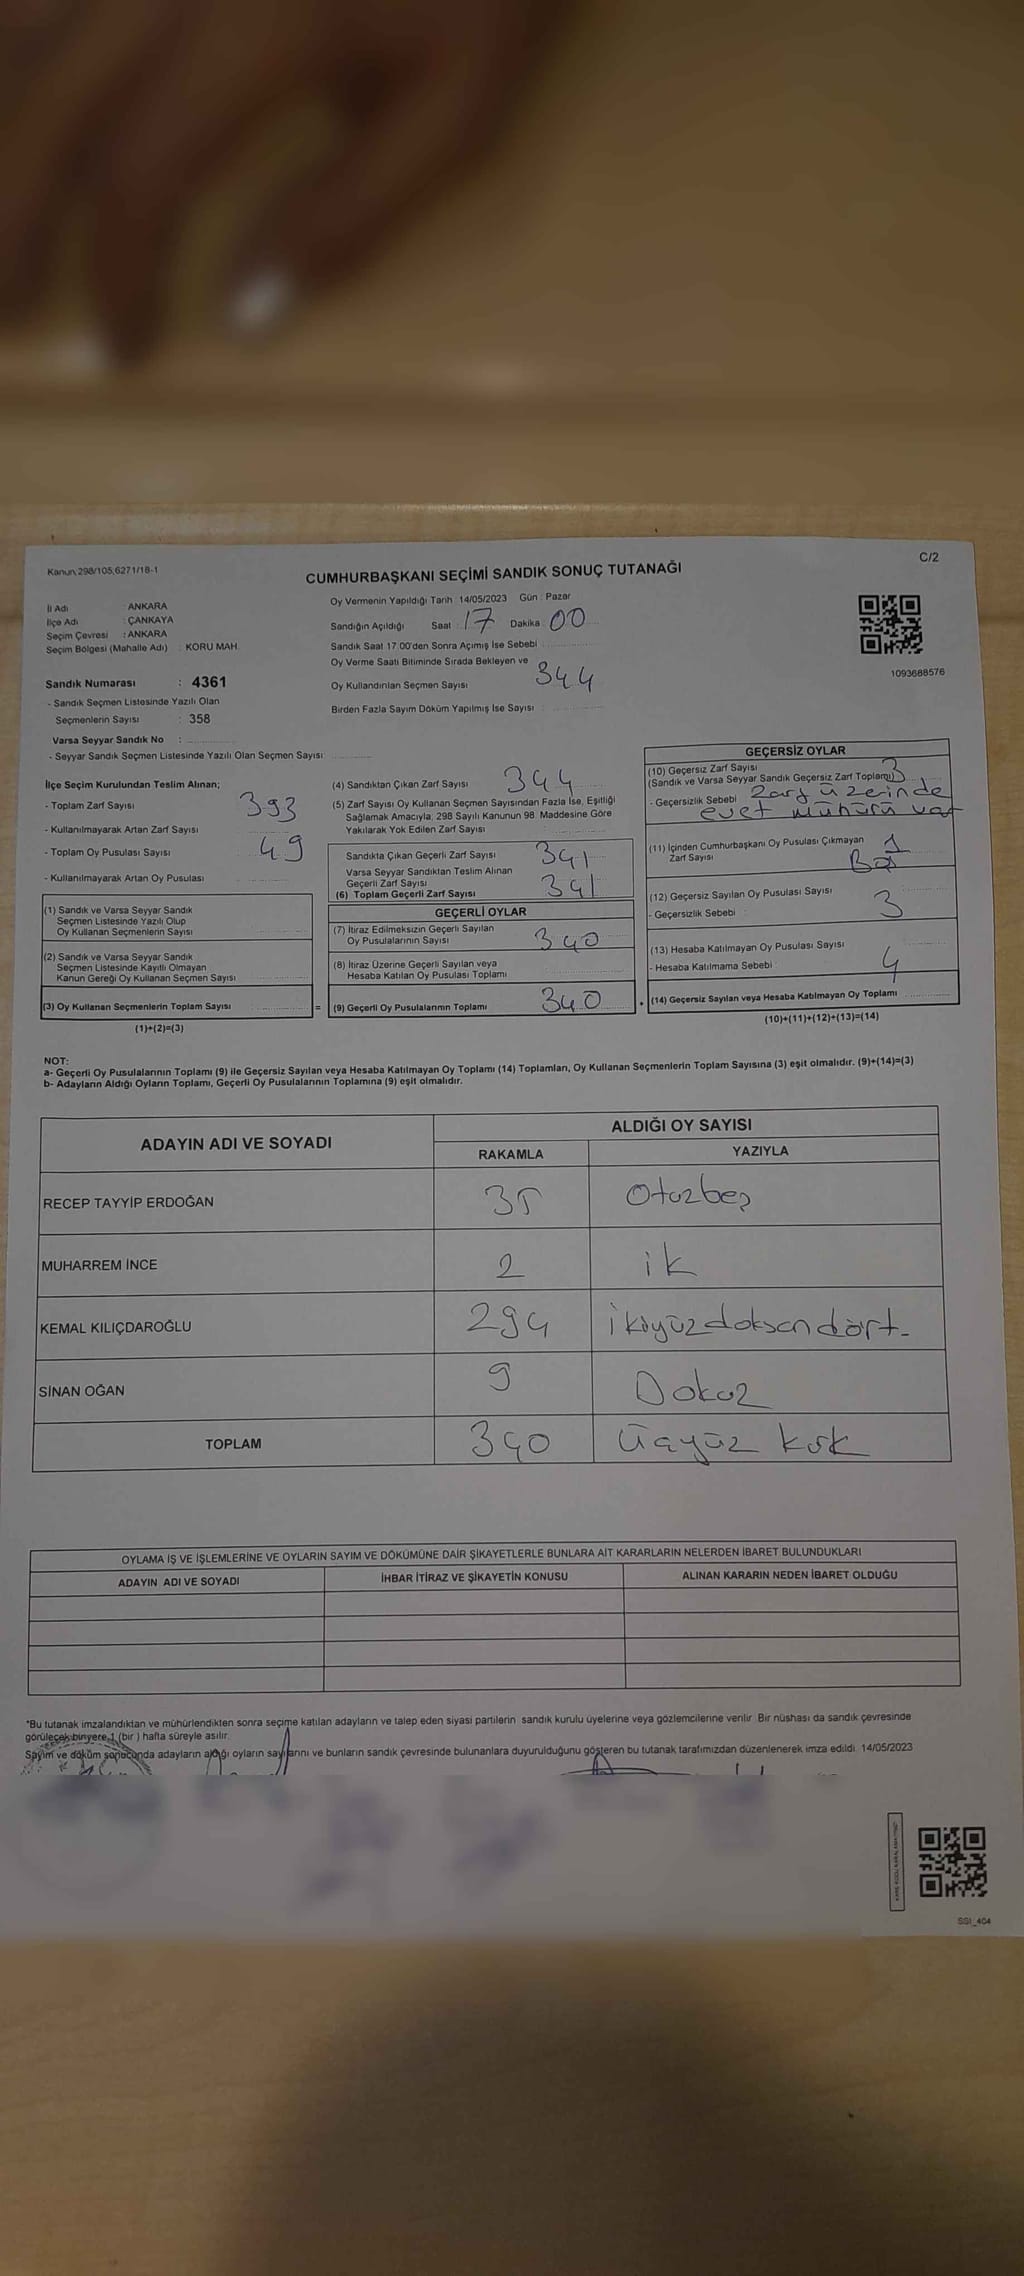 Kanun, 298/105,6271/18-1
C/2
CUMHURBAŞKANI SEÇİMİ SANDIK SONUÇ TUTANAĞI
İl Adı : ANKARA
İlçe Adı : ÇANKAYA
Seçim Çevresi : ANKARA
Seçim Bölgesi (Mahalle Adı) : KORU MAH.
Sandık Numarası : 4361
- Sandık Seçmen Listesinde Yazılı Olan
Seçmenlerin Sayısı : 358
Varsa Seyyar Sandık No :
- Seyyar Sandık Seçmen Listesinde Yazılı Olan Seçmen Sayısı:
Oy Vermenin Yapıldığı Tarih : 14/05/2023 Gün : Pazar
Sandığın Açıldığı Saat : 17 Dakika : 00
Sandık Saat 17.00'den Sonra Açımış İse Sebebi :
Oy Verme Saati Bitiminde Sırada Bekleyen ve
Oy Kullandırılan Seçmen Sayısı : 344
Birden Fazla Sayım Döküm Yapılmış İse Sayısı :
1093688576
İlçe Seçim Kurulundan Teslim Alınan;
- Toplam Zarf Sayısı : 393
- Kullanılmayarak Artan Zarf Sayısı :
- Toplam Oy Pusulası Sayısı : 49
- Kullanılmayarak Artan Oy Pusulası :
(1) Sandık ve Varsa Seyyar Sandık
Seçmen Listesinde Yazılı Olup
Oy Kullanan Seçmenlerin Sayısı :
(2) Sandık ve Varsa Seyyar Sandık
Seçmen Listesinde Kayıtlı Olmayan
Kanun Gereği Oy Kullanan Seçmen Sayısı :
(3) Oy Kullanan Seçmenlerin Toplam Sayısı : =
(1)+(2)=(3)
(4) Sandıktan Çıkan Zarf Sayısı : 344
(5) Zarf Sayısı Oy Kullanan Seçmen Sayısından Fazla İse, Eşitliği
Sağlamak Amacıyla, 298 Sayılı Kanunun 98. Maddesine Göre
Yakılarak Yok Edilen Zarf Sayısı :
Sandıkta Çıkan Geçerli Zarf Sayısı : 341
Varsa Seyyar Sandıktan Teslim Alınan
Geçerli Zarf Sayısı :
(6) Toplam Geçerli Zarf Sayısı : 341
GEÇERLİ OYLAR
(7) İtiraz Edilmeksizin Geçerli Sayılan
Oy Pusulalarının Sayısı : 340
(8) İtiraz Üzerine Geçerli Sayılan veya
Hesaba Katılan Oy Pusulası Toplamı :
(9) Geçerli Oy Pusulalarının Toplamı : 340
GEÇERSİZ OYLAR
(10) Geçersiz Zarf Sayısı
(Sandık ve Varsa Seyyar Sandık Geçersiz Zarf Toplamı) 3
- Geçersizlik Sebebi : Zarf üzerinde
evet mühürü var
(11) İçinden Cumhurbaşkanı Oy Pusulası Çıkmayan
Zarf Sayısı : 1
Boş
(12) Geçersiz Sayılan Oy Pusulası Sayısı :
- Geçersizlik Sebebi : 3
(13) Hesaba Katılmayan Oy Pusulası Sayısı :
- Hesaba Katılmama Sebebi : 4
(14) Geçersiz Sayılan veya Hesaba Katılmayan Oy Toplamı :
(10)+(11)+(12)+(13)=(14)
NOT:
a- Geçerli Oy Pusulalarının Toplamı (9) ile Geçersiz Sayılan veya Hesaba Katılmayan Oy Toplamı (14) Toplamları, Oy Kullanan Seçmenlerin Toplam Sayısına (3) eşit olmalıdır. (9)+(14)=(3)
b- Adayların Aldığı Oyların Toplamı, Geçerli Oy Pusulalarının Toplamına (9) eşit olmalıdır.
ADAYIN ADI VE SOYADI
ALDIĞI OY SAYISI
RAKAMLA YAZIYLA
RECEP TAYYİP ERDOĞAN 35 Otuzbeş
MUHARREM İNCE 2 ik
KEMAL KILIÇDAROĞLU 294 ikiyüzdoksandört
SİNAN OĞAN 9 Dokuz
TOPLAM 340 üçyüz kırk
OYLAMA İŞ VE İŞLEMLERİNE VE OYLARIN SAYIM VE DÖKÜMÜNE DAİR ŞİKAYETLERLE BUNLARA AİT KARARLARIN NELERDEN İBARET BULUNDUKLARI
ADAYIN ADI VE SOYADI İHBAR İTİRAZ VE ŞİKAYETİN KONUSU ALINAN KARARIN NEDEN İBARET OLDUĞU
"Bu tutanak imzalandıktan ve mühürlendikten sonra seçime katılan adayların ve talep eden siyasi partilerin sandık kurulu üyelerine veya gözlemcilerine verilir. Bir nüshası da sandık çevresinde
görülecek bir yere 1 (bir ) hafta süreyle asılır.
Sayım ve döküm sonucunda adayların aldığı oyların sayılarını ve bunların sandık çevresinde bulunanlara duyurulduğunu gösteren bu tutanak tarafımızdan düzenlenerek imza edildi. 14/05/2023
SSI_404